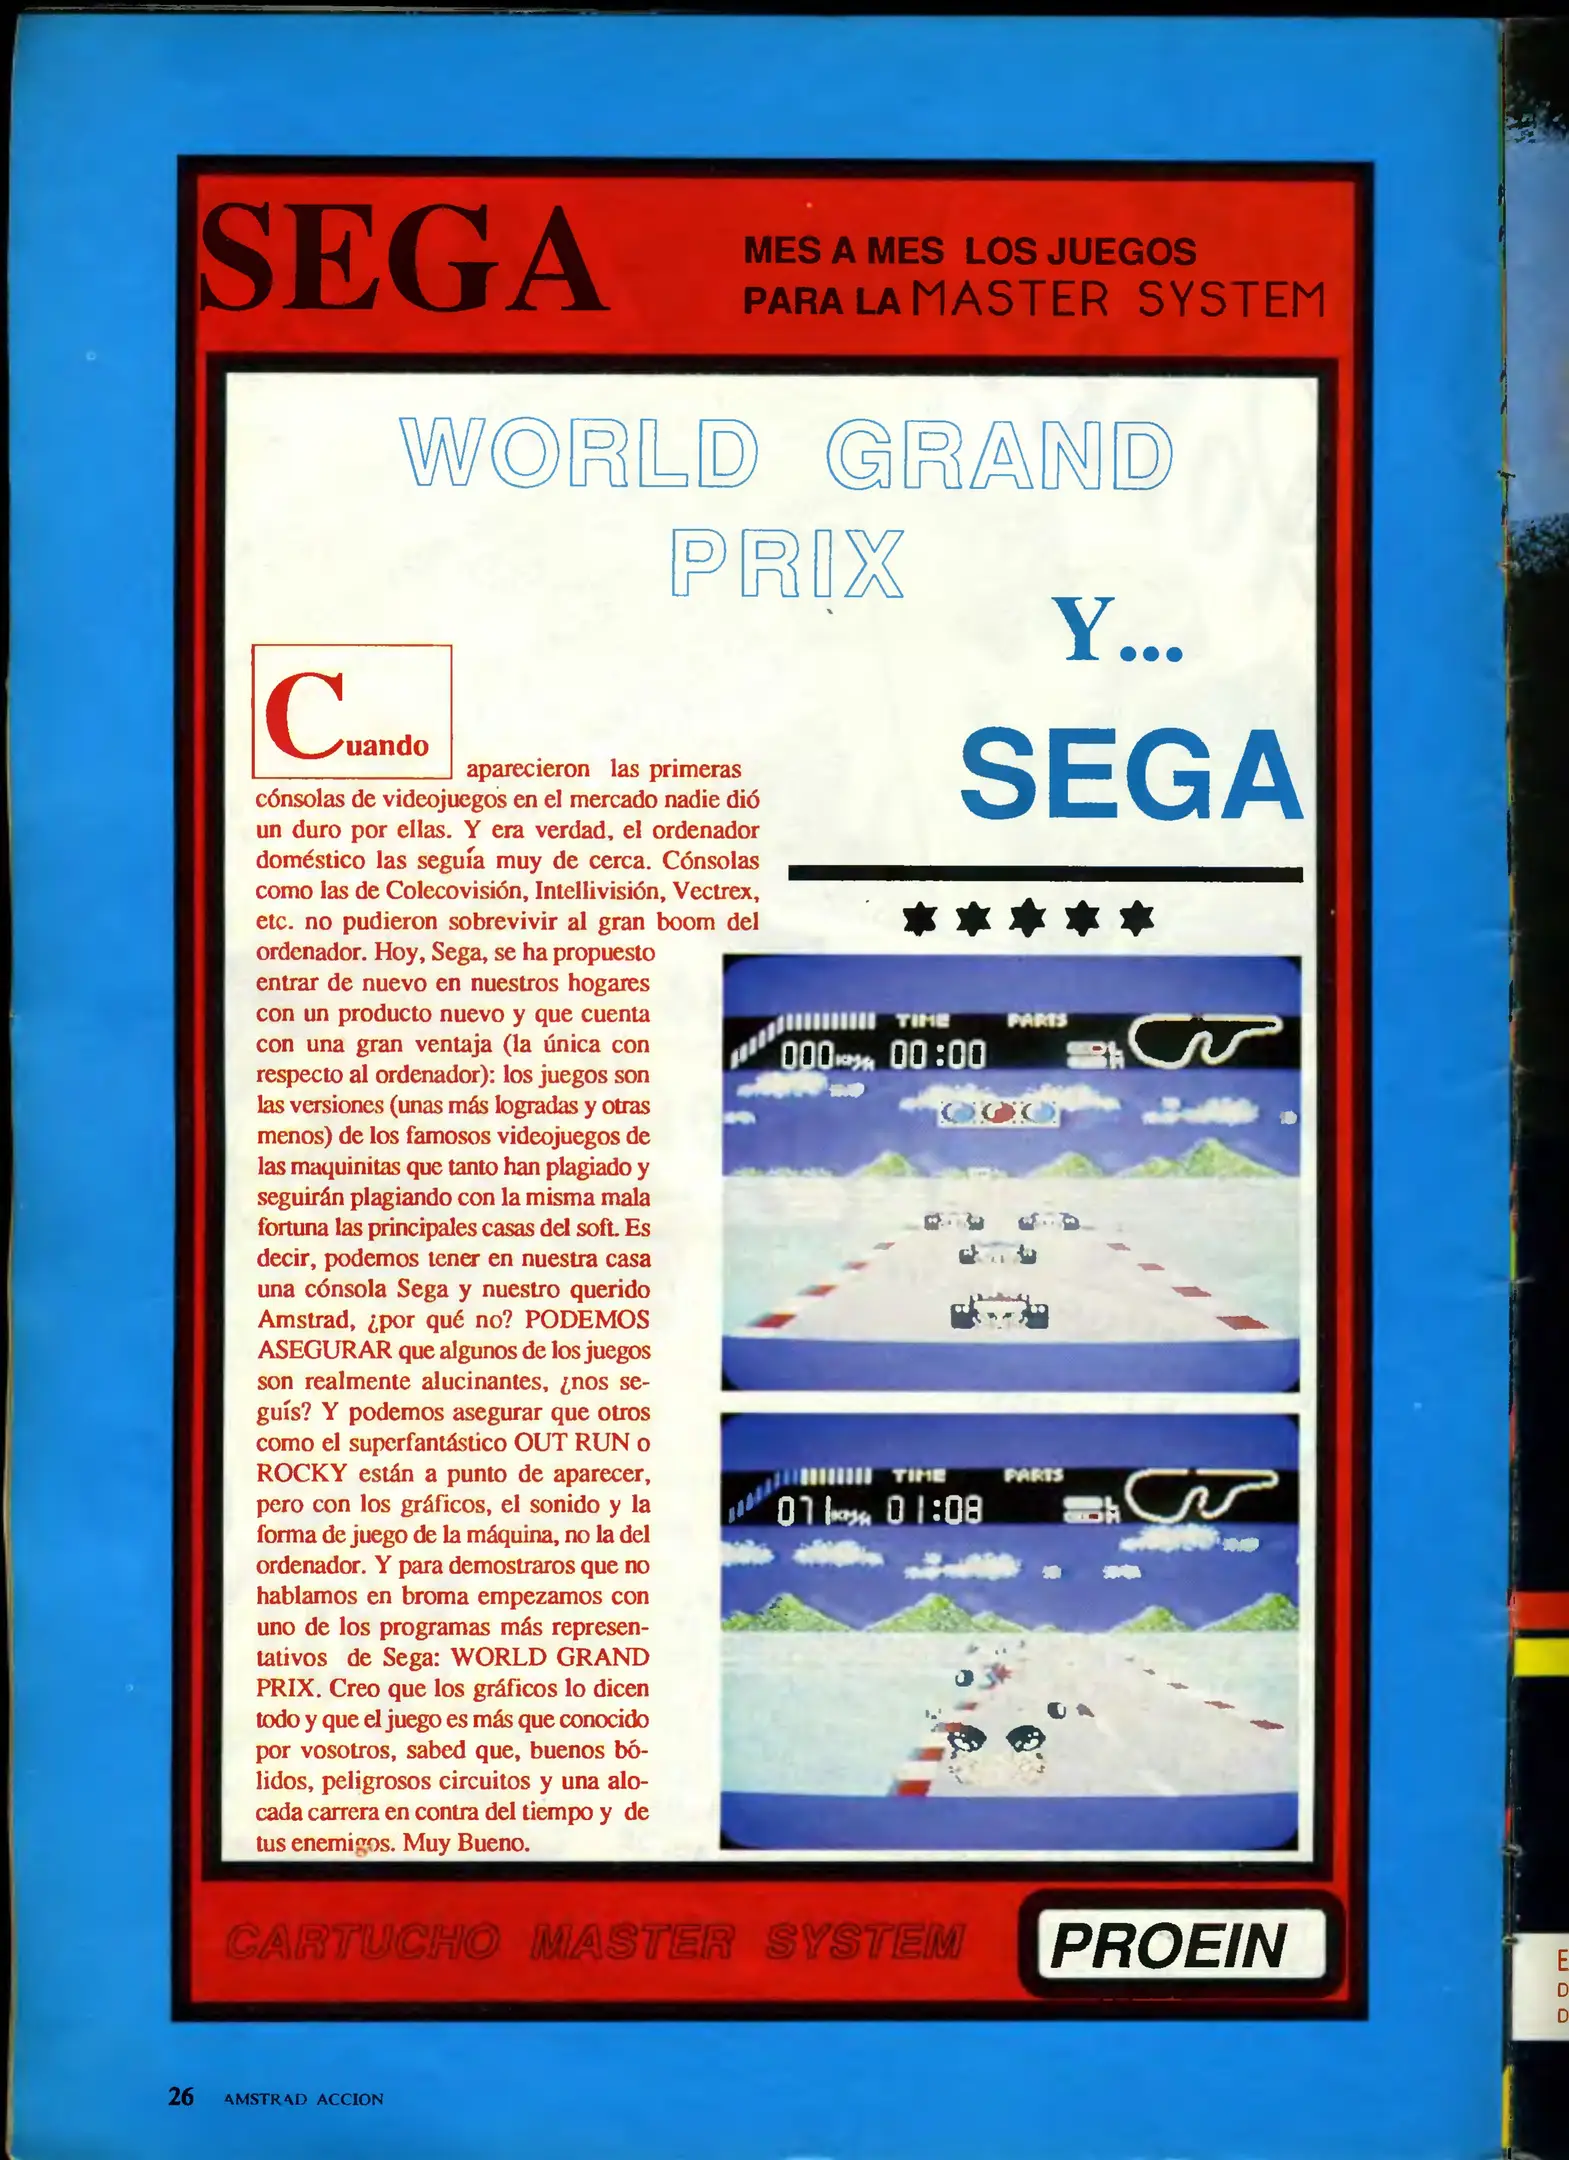 SEGA
MES A MES LOS JUEGOS
PARA LA MASTER SYSTEM
WORLD GRAND
PRIX
Y...
SEGA
Cuando
aparecieron las primeras
cónsolas de videojuegos en el mercado nadie dió
un duro por ellas. Y era verdad, el ordenador
doméstico las seguía muy de cerca. Cónsolas
como las de Colecovisión, Intellivisión, Vectrex,
etc. no pudieron sobrevivir al gran boom del
ordenador. Hoy, Sega, se ha propuesto
entrar de nuevo en nuestros hogares
con un producto nuevo y que cuenta
con una gran ventaja (la única con
respecto al ordenador): los juegos son
las versiones (unas más logradas y otras
menos) de los famosos videojuegos de
las maquinitas que tanto han plagiado y
seguirán plagiando con la misma mala
fortuna las principales casas del soft. Es
decir, podemos tener en nuestra casa
una cónsola Sega y nuestro querido
Amstrad, ¿por qué no? PODEMOS
ASEGURAR que algunos de los juegos
son realmente alucinantes, ¿nos se-
guís? Y podemos asegurar que otros
como el superfantástico OUT RUN o
ROCKY están a punto de aparecer,
pero con los gráficos, el sonido y la
forma de juego de la máquina, no la del
ordenador. Y para demostraros que no
hablamos en broma empezamos con
uno de los programas más represen-
tativos de Sega: WORLD GRAND
PRIX. Creo que los gráficos lo dicen
todo y que el juego es más que conocido
por vosotros, sabed que, buenos bó-
lidos, peligrosos circuitos y una alo-
cada carrera en contra del tiempo y de
tus enemigos. Muy Bueno.
TIME PARIS
000 KM/H 00:00
TIME PARIS
071 KM/H 01:08
CARTUCHO MASTER SYSTEM
PROEIN
26 AMSTRAD ACCION